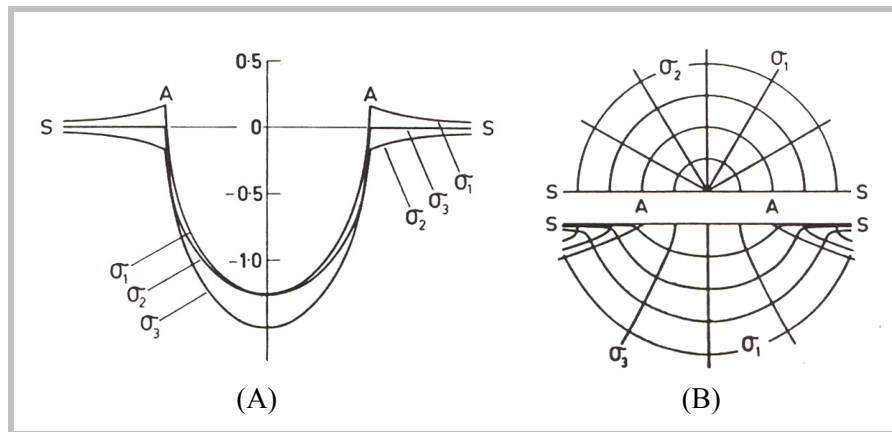 0·5
A A
S 0 S
σ₁
σ₃
σ₂
-0·5
-1·0
σ₁
σ₂
σ₃
(A)
σ₂ σ₁
S S
A A
S S
σ₃ σ₁
(B)